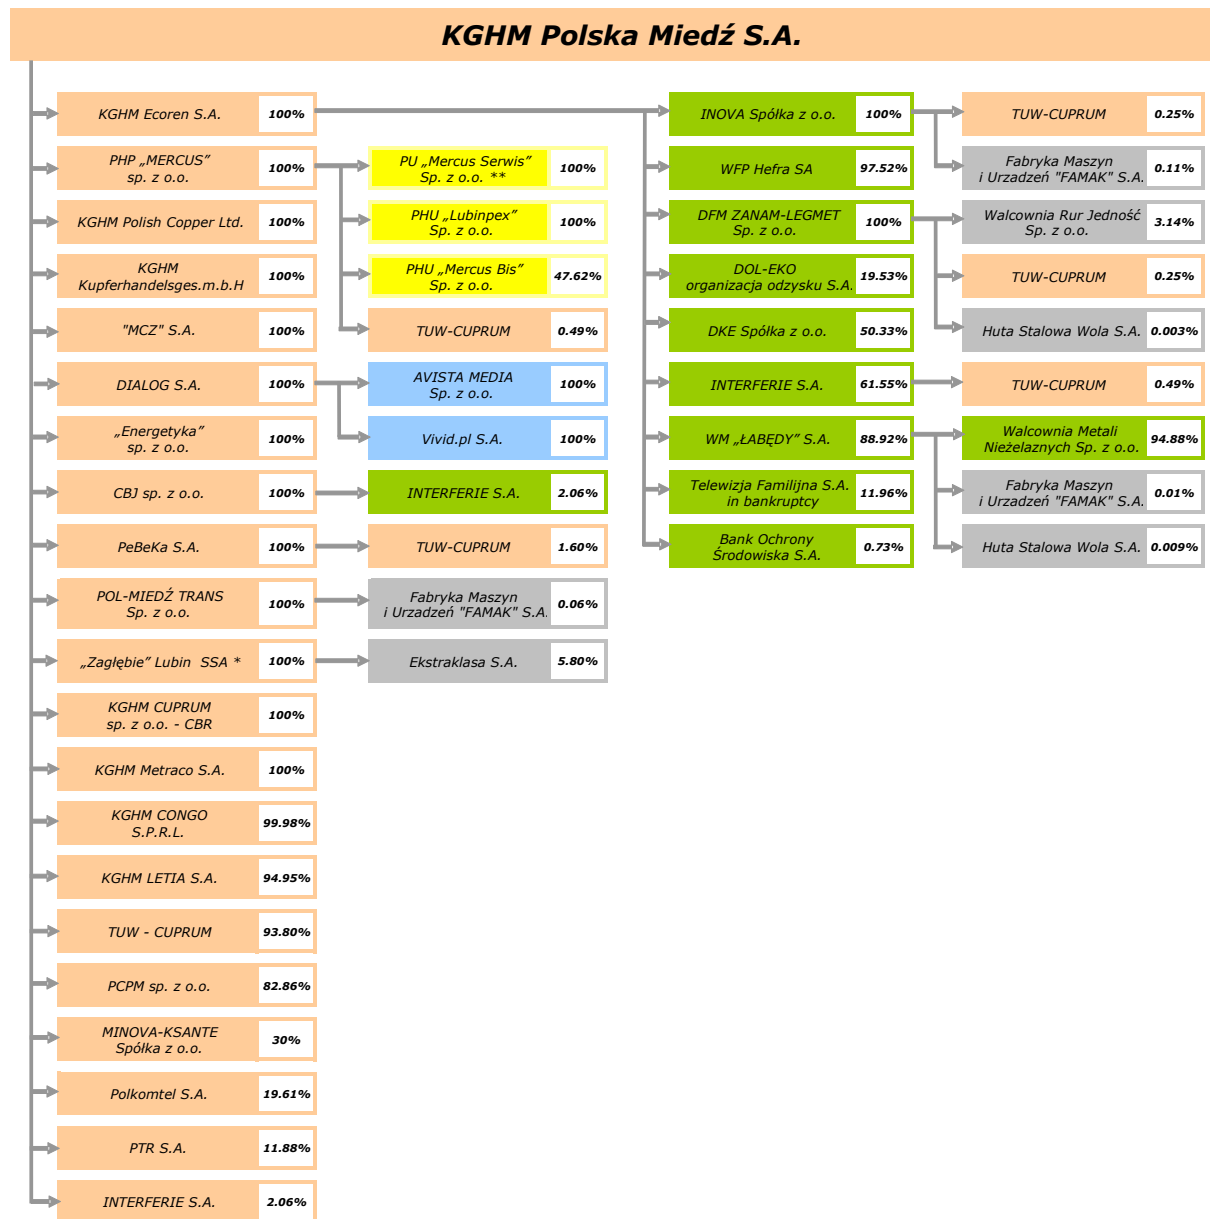 KGHM Polska Miedź S.A.
KGHM Ecoren S.A.
100%
PHP „MERCUS”
sp. z o.o.
100%
KGHM Polish Copper Ltd.
100%
KGHM
Kupferhandelsges.m.b.H
100%
"MCZ" S.A.
100%
DIALOG S.A.
100%
„Energetyka”
sp. z o.o.
100%
CBJ sp. z o.o.
100%
PeBeKa S.A.
100%
POL-MIEDŹ TRANS
Sp. z o.o.
100%
„Zagłębie” Lubin SSA *
100%
KGHM CUPRUM
sp. z o.o. - CBR
100%
KGHM Metraco S.A.
100%
KGHM CONGO
S.P.R.L.
99.98%
KGHM LETIA S.A.
94.95%
TUW - CUPRUM
93.80%
PCPM sp. z o.o.
82.86%
MINOVA-KSANTE
Spółka z o.o.
30%
Polkomtel S.A.
19.61%
PTR S.A.
11.88%
INTERFERIE S.A.
2.06%
PU „Mercus Serwis”
Sp. z o.o. **
100%
PHU „Lubinpex”
Sp. z o.o.
100%
PHU „Mercus Bis”
Sp. z o.o.
47.62%
TUW-CUPRUM
0.49%
AVISTA MEDIA
Sp. z o.o.
100%
Vivid.pl S.A.
100%
INTERFERIE S.A.
2.06%
TUW-CUPRUM
1.60%
Fabryka Maszyn
i Urzadzeń "FAMAK" S.A.
0.06%
Ekstraklasa S.A.
5.80%
INOVA Spółka z o.o.
100%
WFP Hefra SA
97.52%
DFM ZANAM-LEGMET
Sp. z o.o.
100%
DOL-EKO
organizacja odzysku S.A.
19.53%
DKE Spółka z o.o.
50.33%
INTERFERIE S.A.
61.55%
WM „ŁABĘDY” S.A.
88.92%
Telewizja Familijna S.A.
in bankruptcy
11.96%
Bank Ochrony
Środowiska S.A.
0.73%
TUW-CUPRUM
0.25%
Fabryka Maszyn
i Urzadzeń "FAMAK" S.A.
0.11%
Walcownia Rur Jedność
Sp. z o.o.
3.14%
TUW-CUPRUM
0.25%
Huta Stalowa Wola S.A.
0.003%
TUW-CUPRUM
0.49%
Walcownia Metali
Nieżelaznych Sp. z o.o.
94.88%
Fabryka Maszyn
i Urzadzeń "FAMAK" S.A.
0.01%
Huta Stalowa Wola S.A.
0.009%